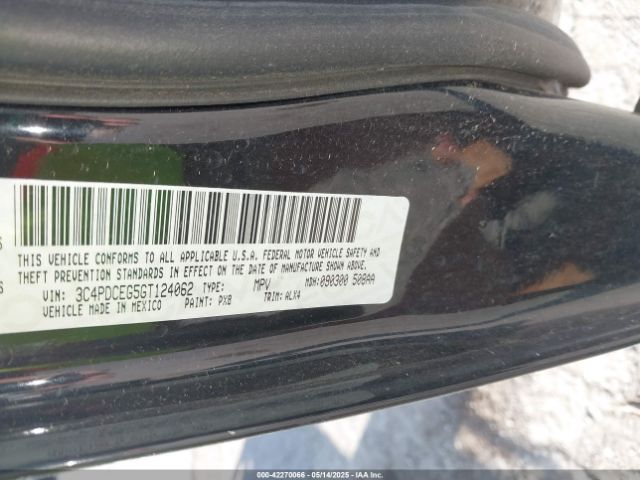 THIS VEHICLE CONFORMS TO ALL APPLICABLE U.S.A. FEDERAL MOTOR VEHICLE SAFETY AND
THEFT PREVENTION STANDARDS IN EFFECT ON THE DATE OF MANUFACTURE SHOWN ABOVE.
VIN: 3C4PDCEG5GT124062 TYPE: MPV MDH:090300 508AA
VEHICLE MADE IN MEXICO PAINT: PXB TRIM: ALX4
000-42270066 - 05/14/2025 - IAA Inc.